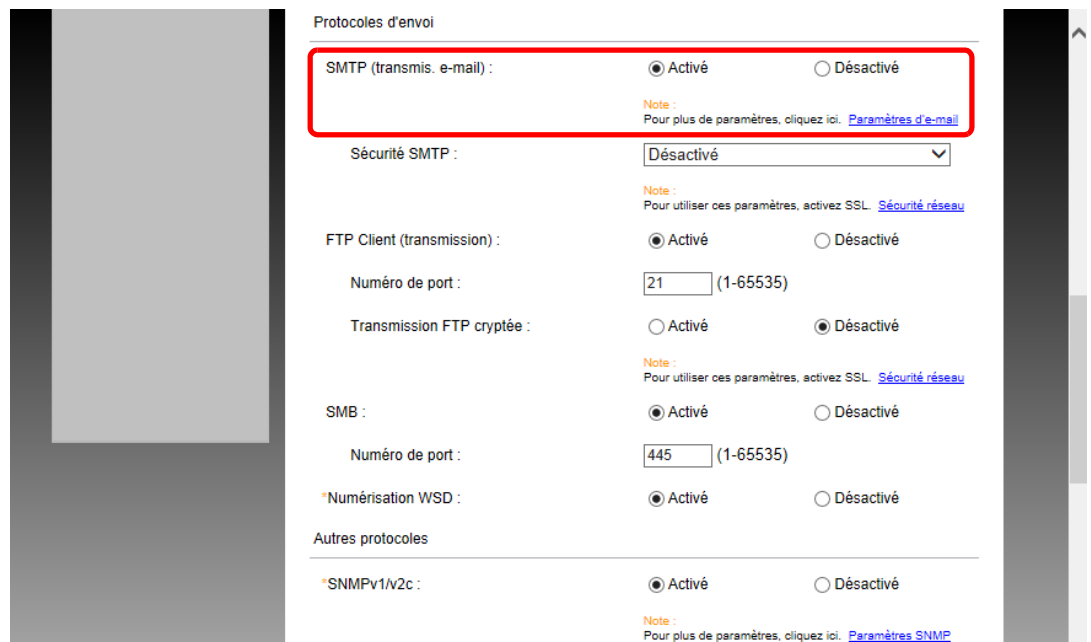 Protocoles d'envoi
SMTP (transmis. e-mail) : Activé Désactivé
Note :
Pour plus de paramètres, cliquez ici. Paramètres d'e-mail
Sécurité SMTP : Désactivé
Note :
Pour utiliser ces paramètres, activez SSL. Sécurité réseau
FTP Client (transmission) : Activé Désactivé
Numéro de port : 21 (1-65535)
Transmission FTP cryptée : Activé Désactivé
Note :
Pour utiliser ces paramètres, activez SSL. Sécurité réseau
SMB : Activé Désactivé
Numéro de port : 445 (1-65535)
*Numérisation WSD : Activé Désactivé
Autres protocoles
*SNMPv1/v2c : Activé Désactivé
Note :
Pour plus de paramètres, cliquez ici. Paramètres SNMP